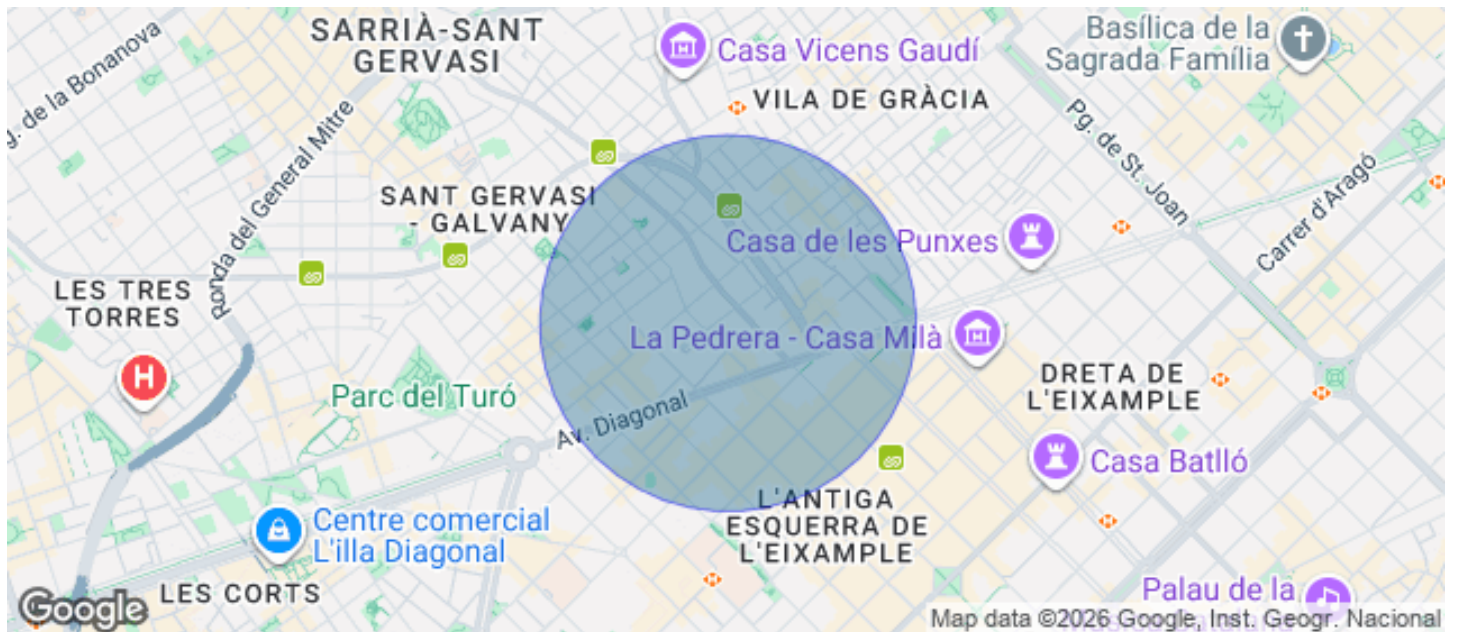 SARRIÀ-SANT
GERVASI
Casa Vicens Gaudí
Basílica de la
Sagrada Família
g. de la Bonanova
VILA DE GRÀCIA
Ronda del General Mitre
Pg. de St. Joan
Carrer d'Aragó
SANT GERVASI
- GALVANY
Casa de les Punxes
LES TRES
TORRES
H
La Pedrera - Casa Milà
Parc del Turó
DRETA DE
L'EIXAMPLE
Av. Diagonal
Casa Batlló
L'ANTIGA
ESQUERRA DE
L'EIXAMPLE
Centre comercial
L'illa Diagonal
LES CORTS
Palau de la
Google
Map data ©2026 Google, Inst. Geogr. Nacional